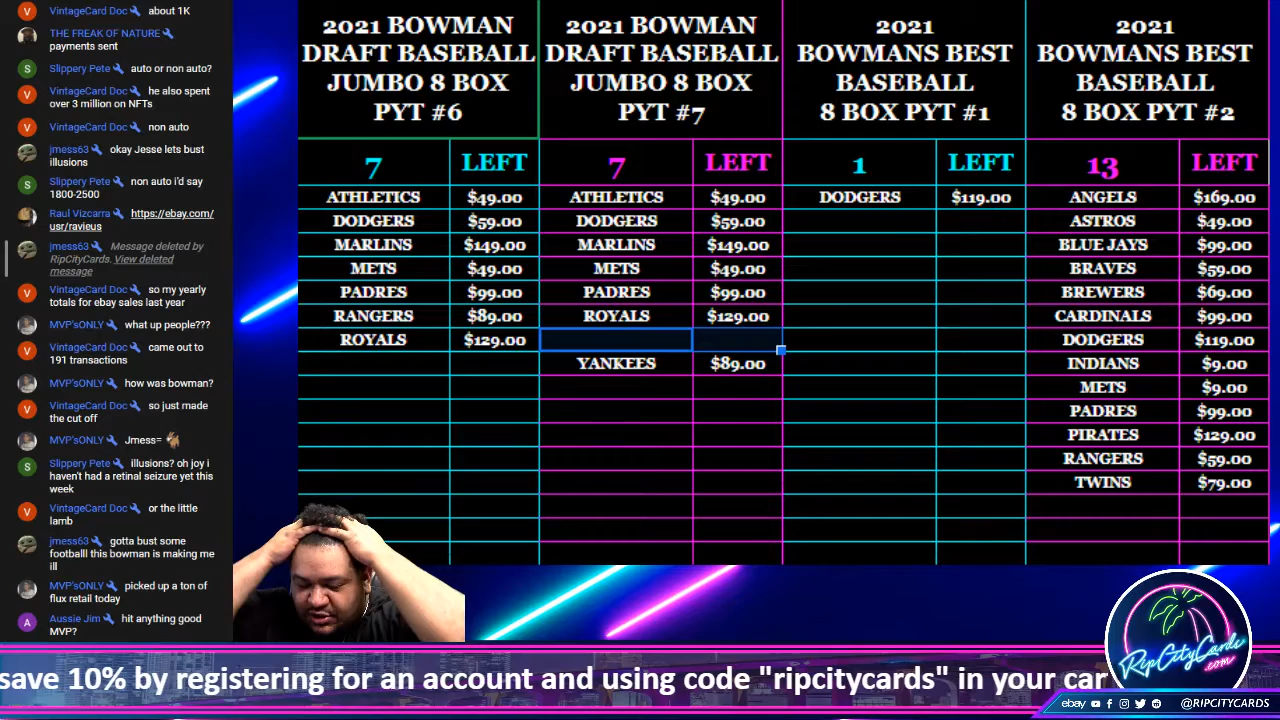 VintageCard Doc about 1K
THE FREAK OF NATURE
payments sent
Slippery Pete auto or non auto?
VintageCard Doc he also spent
over 3 million on NFTs
VintageCard Doc non auto
jmess63 okay Jesse lets bust
illusions
Slippery Pete non auto i'd say
1800-2500
Raul Vizcarra https://ebay.com/
usr/ravieus
jmess63 Message deleted by
RipCityCards. View deleted
message
VintageCard Doc so my yearly
totals for ebay sales last year
MVP'sONLY what up people???
VintageCard Doc came out to
191 transactions
MVP'sONLY how was bowman?
VintageCard Doc so just made
the cut off
MVP'sONLY Jmess=
Slippery Pete illusions? oh joy i
haven't had a retinal seizure yet this
week
VintageCard Doc or the little
lamb
jmess63 gotta bust some
footballl this bowman is making me
ill
MVP'sONLY picked up a ton of
flux retail today
Aussie Jim hit anything good
MVP?
2021 BOWMAN
DRAFT BASEBALL
JUMBO 8 BOX
PYT #6
7 LEFT
ATHLETICS $49.00
DODGERS $59.00
MARLINS $149.00
METS $49.00
PADRES $99.00
RANGERS $89.00
ROYALS $129.00
2021 BOWMAN
DRAFT BASEBALL
JUMBO 8 BOX
PYT #7
7 LEFT
ATHLETICS $49.00
DODGERS $59.00
MARLINS $149.00
METS $49.00
PADRES $99.00
ROYALS $129.00
YANKEES $89.00
2021
BOWMANS BEST
BASEBALL
8 BOX PYT #1
1 LEFT
DODGERS $119.00
2021
BOWMANS BEST
BASEBALL
8 BOX PYT #2
13 LEFT
ANGELS $169.00
ASTROS $49.00
BLUE JAYS $99.00
BRAVES $59.00
BREWERS $69.00
CARDINALS $99.00
DODGERS $119.00
INDIANS $9.00
METS $9.00
PADRES $99.00
PIRATES $129.00
RANGERS $59.00
TWINS $79.00
save 10% by registering for an account and using code "ripcitycards" in your car
RipCityCards
.com
ebay @RIPCITYCARDS